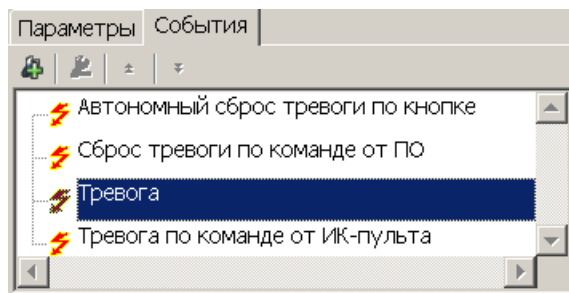 Параметры События
Автономный сброс тревоги по кнопке
Сброс тревоги по команде от ПО
Тревога
Тревога по команде от ИК-пульта